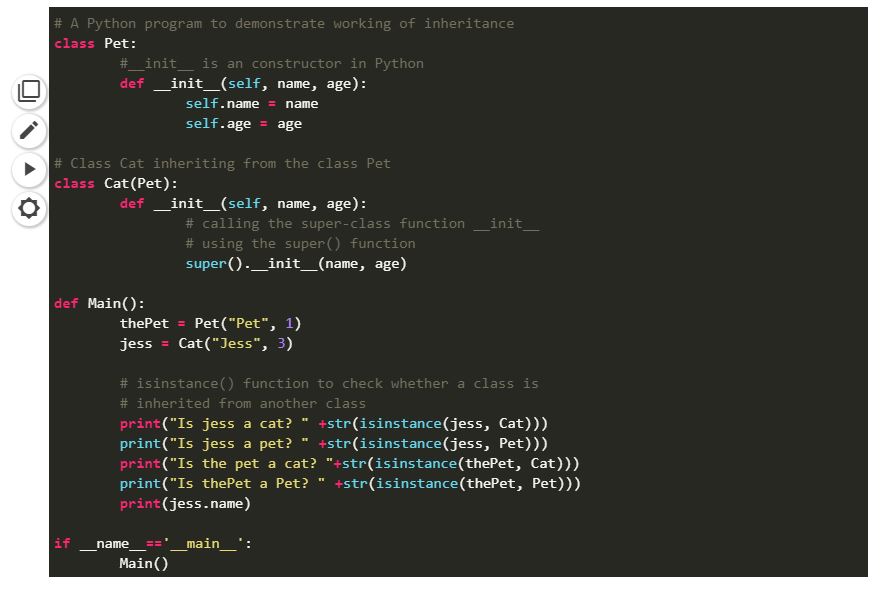 # A Python program to demonstrate working of inheritance
class Pet:
        #__init__ is an constructor in Python
        def __init__(self, name, age):
                self.name = name
                self.age = age

# Class Cat inheriting from the class Pet
class Cat(Pet):
        def __init__(self, name, age):
                # calling the super-class function __init__
                # using the super() function
                super().__init__(name, age)

def Main():
        thePet = Pet("Pet", 1)
        jess = Cat("Jess", 3)

        # isinstance() function to check whether a class is
        # inherited from another class
        print("Is jess a cat? " +str(isinstance(jess, Cat)))
        print("Is jess a pet? " +str(isinstance(jess, Pet)))
        print("Is the pet a cat? "+str(isinstance(thePet, Cat)))
        print("Is thePet a Pet? " +str(isinstance(thePet, Pet)))
        print(jess.name)

if __name__=='__main__':
        Main()